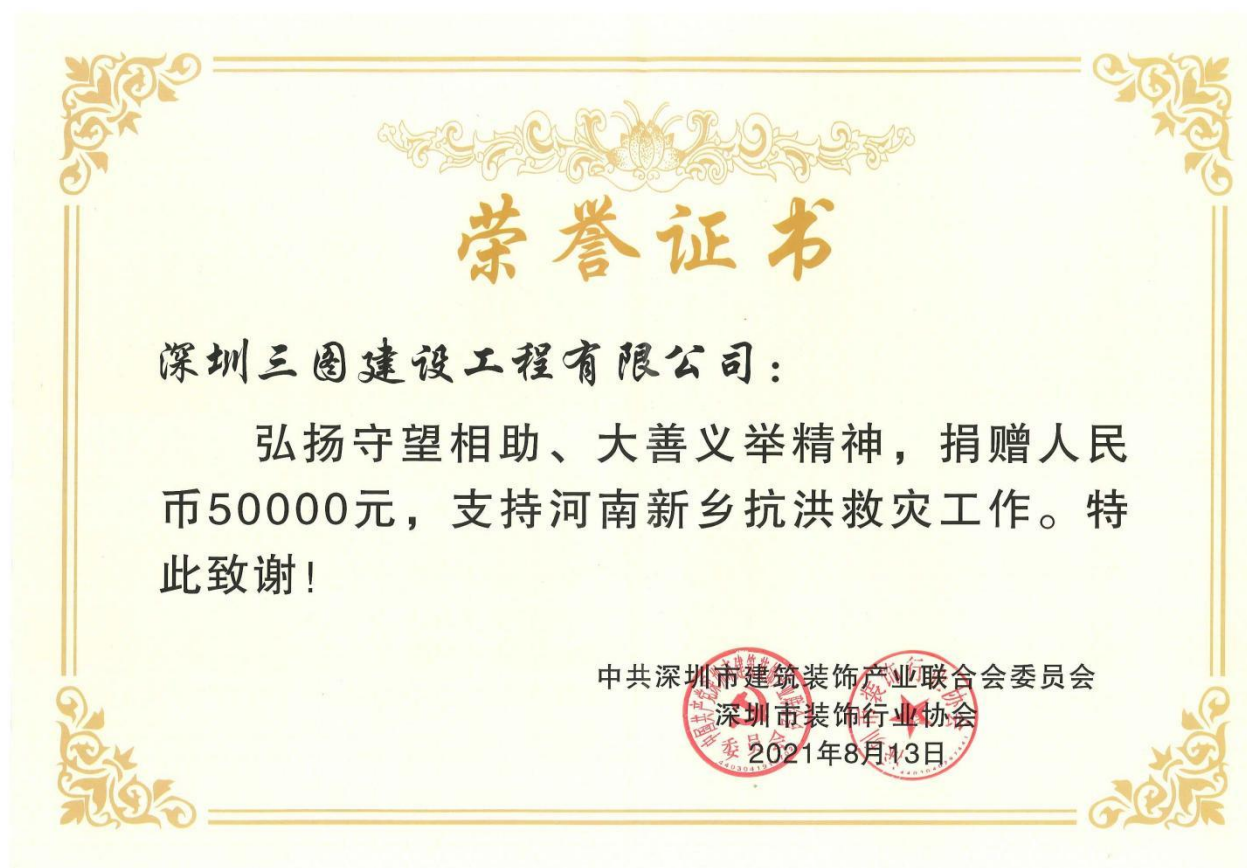 荣誉证书
深圳三图建设工程有限公司：
弘扬守望相助、大善义举精神，捐赠人民
币50000元，支持河南新乡抗洪救灾工作。特
此致谢！
中共深圳市建筑装饰产业联合会委员会
深圳市装饰行业协会
2021年8月13日
委员会